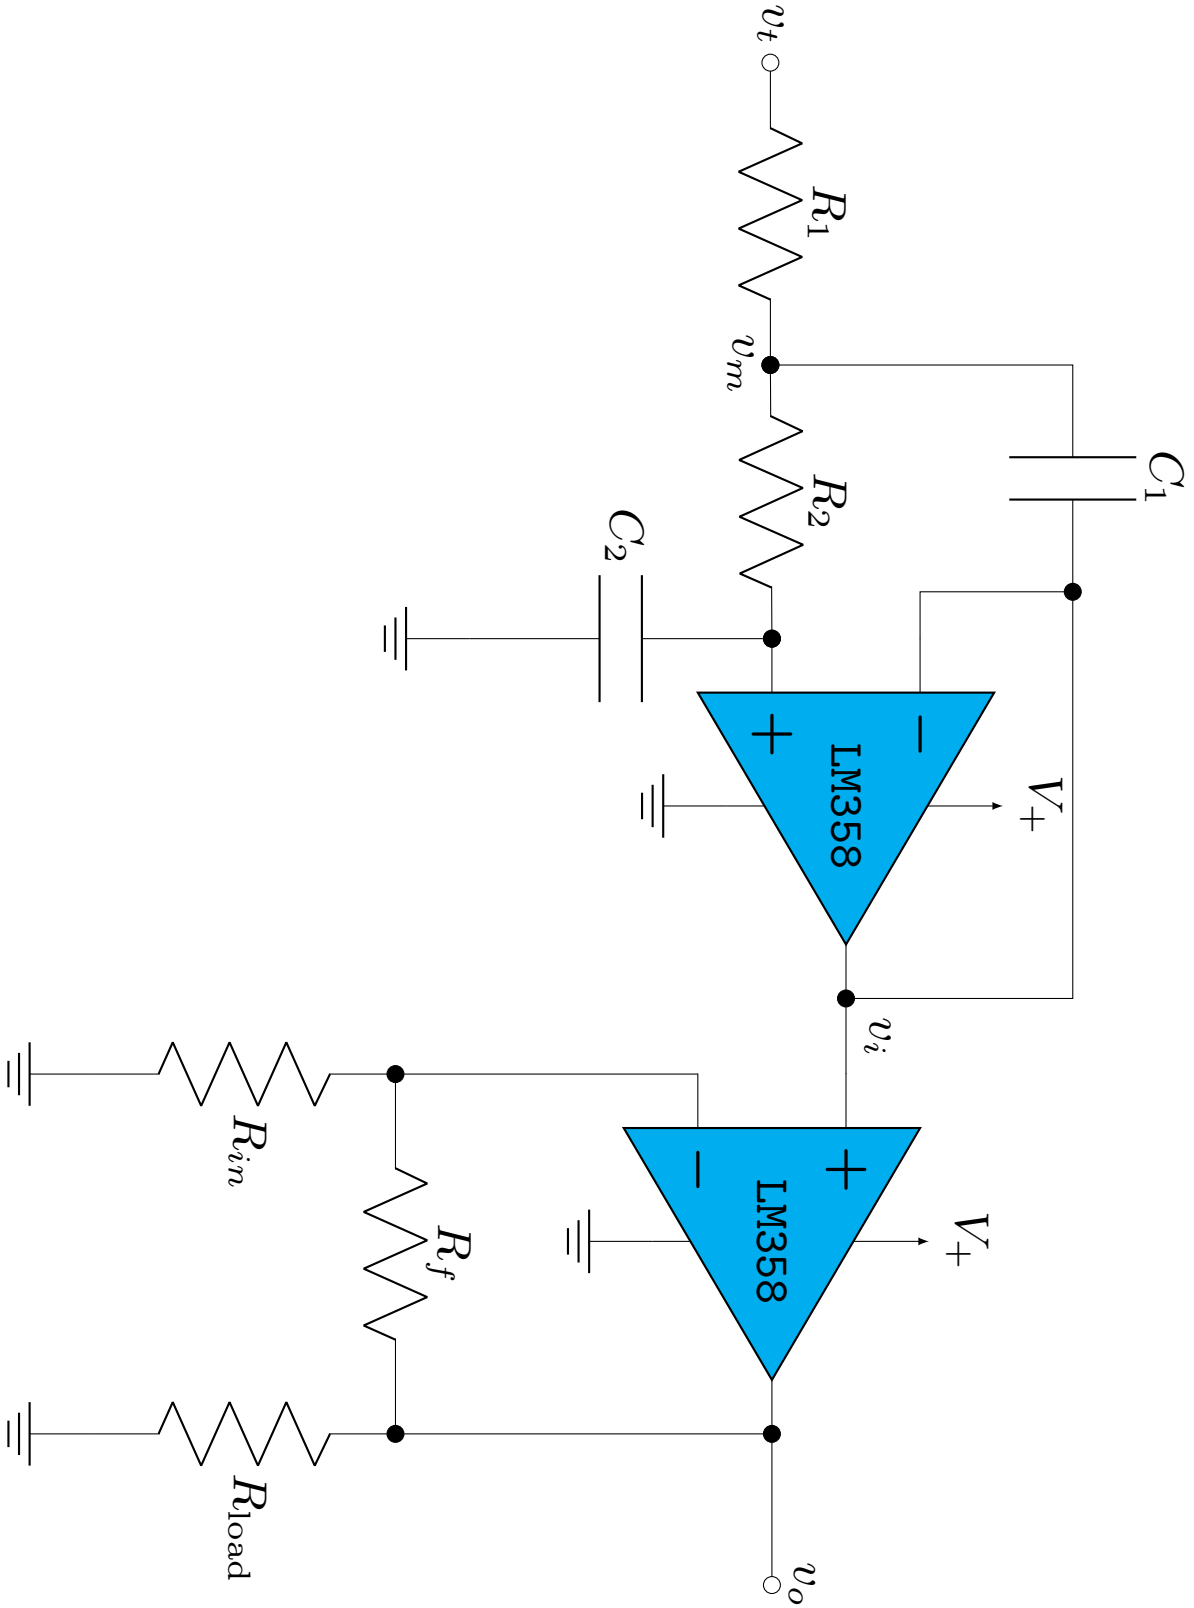 v_t
R_1
v_m
R_2
C_1
C_2
+
−
LM358
V_+
v_i
R_in
−
+
LM358
V_+
R_f
R_load
v_o